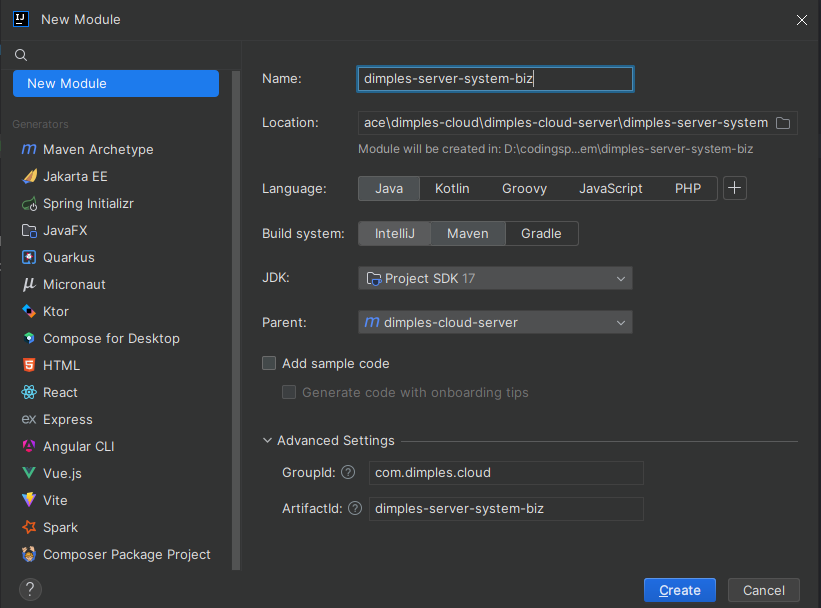 New Module
New Module
Generators
Maven Archetype
Jakarta EE
Spring Initializr
JavaFX
Quarkus
Micronaut
Ktor
Compose for Desktop
HTML
React
Express
Angular CLI
Vue.js
Vite
Spark
Composer Package Project
Name: dimples-server-system-biz
Location: ace\dimples-cloud\dimples-cloud-server\dimples-server-system
Module will be created in: D:\codingsp...em\dimples-server-system-biz
Language: Java Kotlin Groovy JavaScript PHP +
Build system: IntelliJ Maven Gradle
JDK: Project SDK 17
Parent: m dimples-cloud-server
Add sample code
Generate code with onboarding tips
Advanced Settings
GroupId: ? com.dimples.cloud
ArtifactId: ? dimples-server-system-biz
? Create Cancel